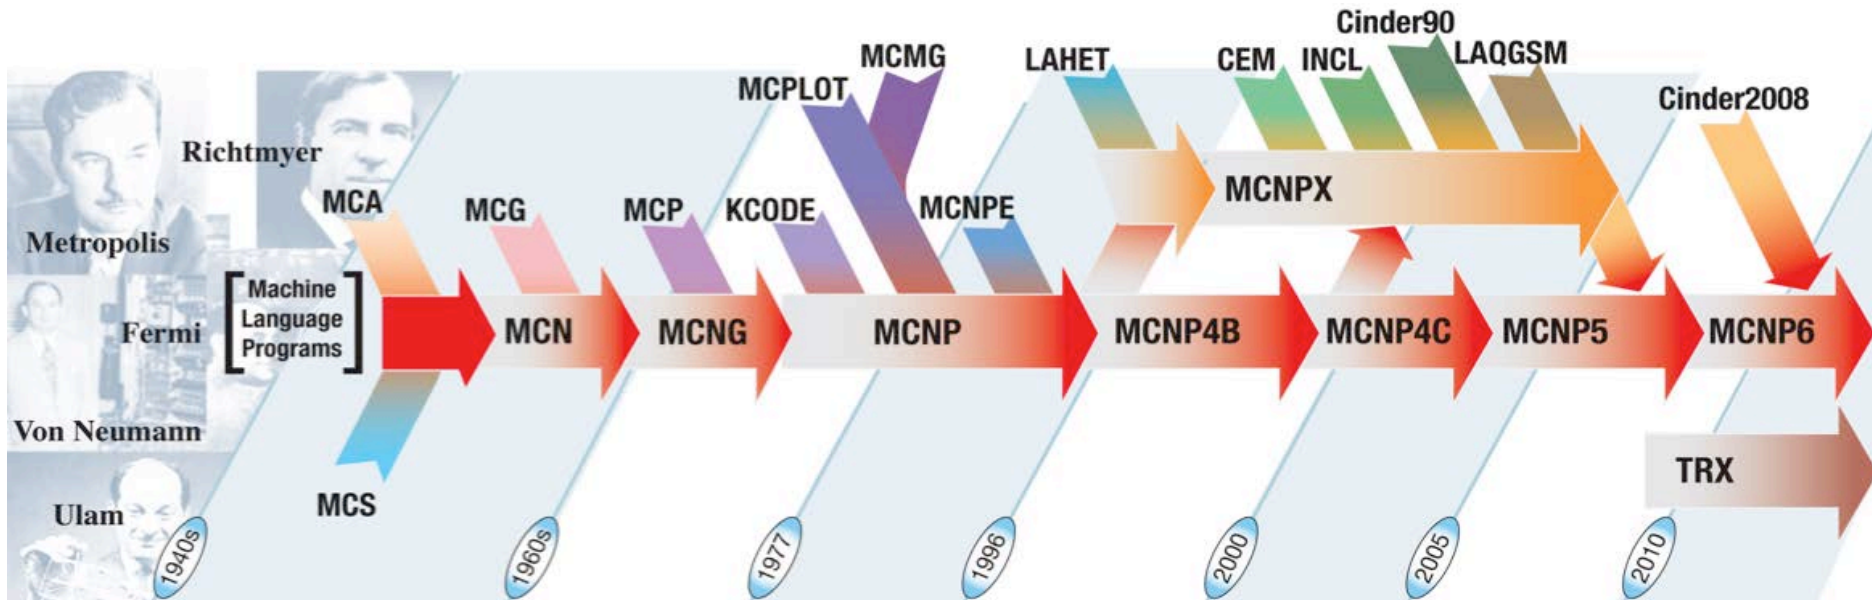 Cinder90
MCMG
LAHET
CEM
INCL
LAQGSM
MCPLOT
Cinder2008
Richtmyer
MCA
MCG
MCP
KCODE
MCNPE
MCNPX
Metropolis
Machine
Language
Programs
Fermi
MCN
MCNG
MCNP
MCNP4B
MCNP4C
MCNP5
MCNP6
Von Neumann
TRX
MCS
Ulam
1940s
1960s
1977
1996
2000
2005
2010